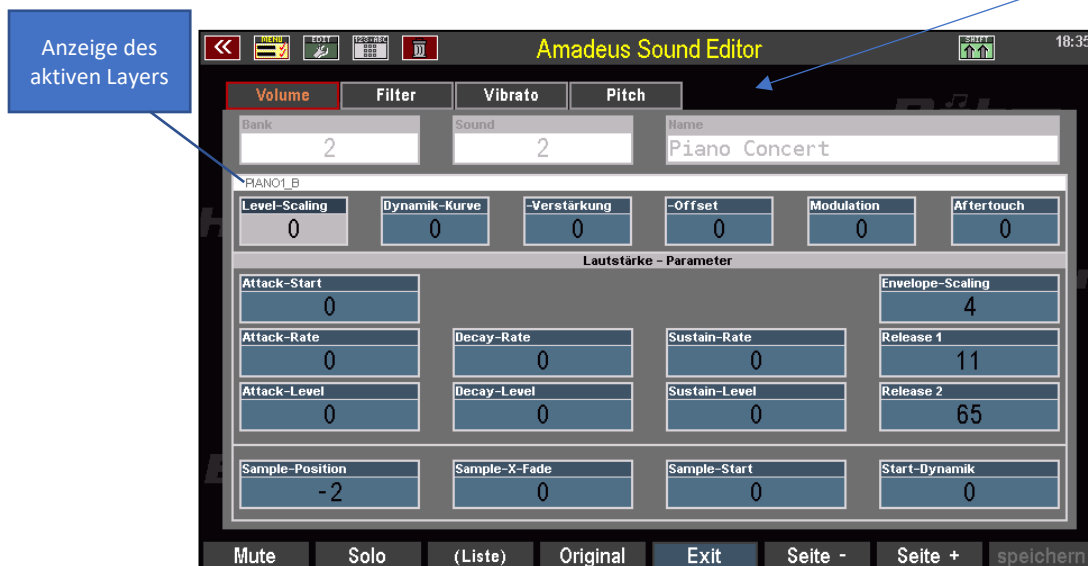 Anzeige des
aktiven Layers
MENU EDIT 123-ABC Amadeus Sound Editor SHIFT 18:35
Volume Filter Vibrato Pitch
Bank Sound Name
2 2 Piano Concert
PIANO1_B
Level-Scaling Dynamik-Kurve -Verstärkung -Offset Modulation Aftertouch
0 0 0 0 0 0
Lautstärke - Parameter
Attack-Start Envelope-Scaling
0 4
Attack-Rate Decay-Rate Sustain-Rate Release 1
0 0 0 11
Attack-Level Decay-Level Sustain-Level Release 2
0 0 0 65
Sample-Position Sample-X-Fade Sample-Start Start-Dynamik
-2 0 0 0
Mute Solo (Liste) Original Exit Seite - Seite + speichern